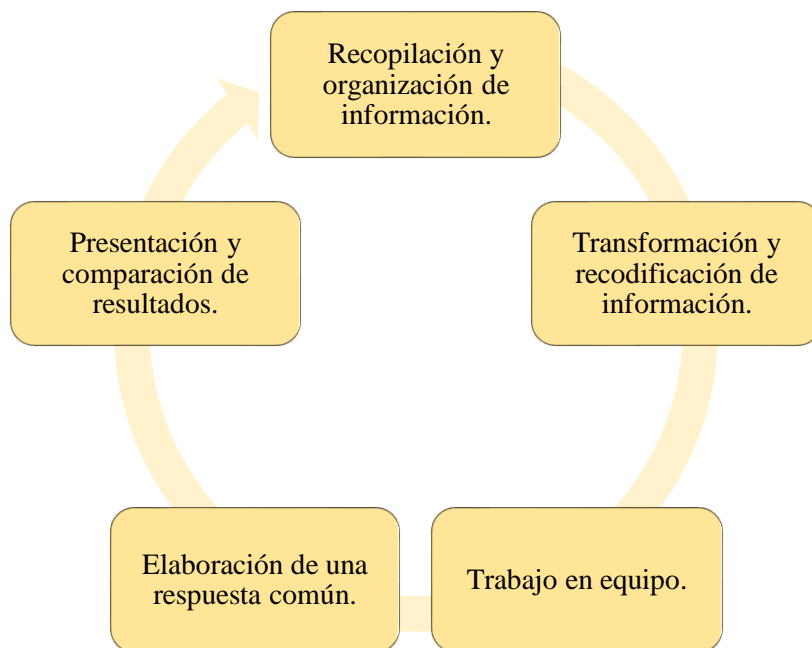 Recopilación y
organización de
información.
Transformación y
recodificación de
información.
Trabajo en equipo.
Elaboración de una
respuesta común.
Presentación y
comparación de
resultados.